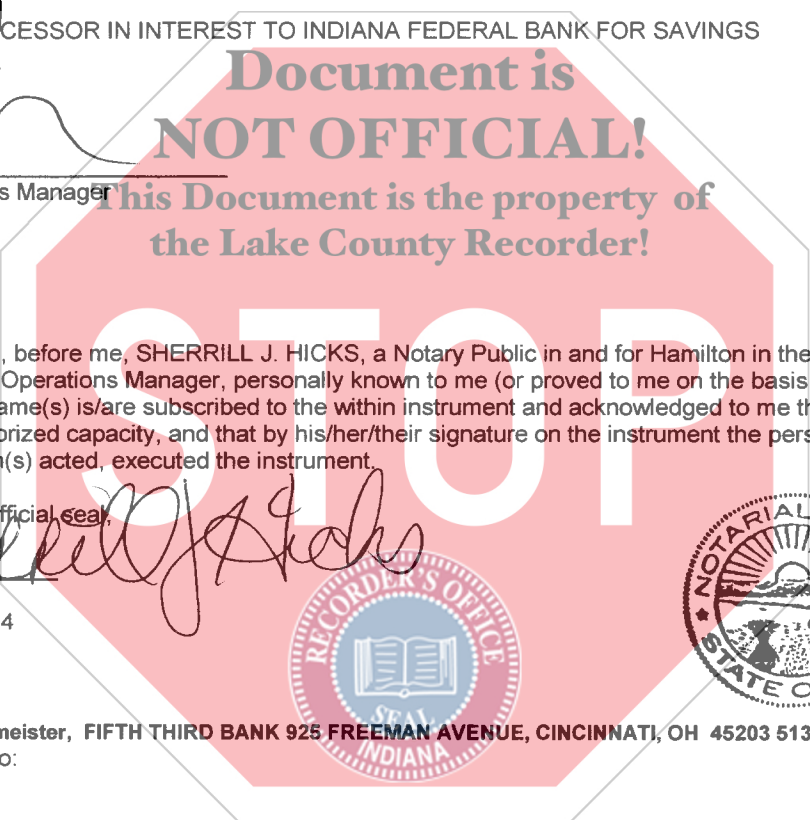 CESSOR IN INTEREST TO INDIANA FEDERAL BANK FOR SAVINGS
Document is
NOT OFFICIAL!
s Manager
This Document is the property of
the Lake County Recorder!
STOP
, before me, SHERRILL J. HICKS, a Notary Public in and for Hamilton in the
Operations Manager, personally known to me (or proved to me on the basis
ame(s) is/are subscribed to the within instrument and acknowledged to me th
orized capacity, and that by his/her/their signature on the instrument the pers
(s) acted, executed the instrument.
fficial seal,
rill J Hicks
NOTARIAL
STATE O
4
RECORDER'S OFFICE
SEAL
INDIANA
meister, FIFTH THIRD BANK 925 FREEMAN AVENUE, CINCINNATI, OH 45203 513
o: